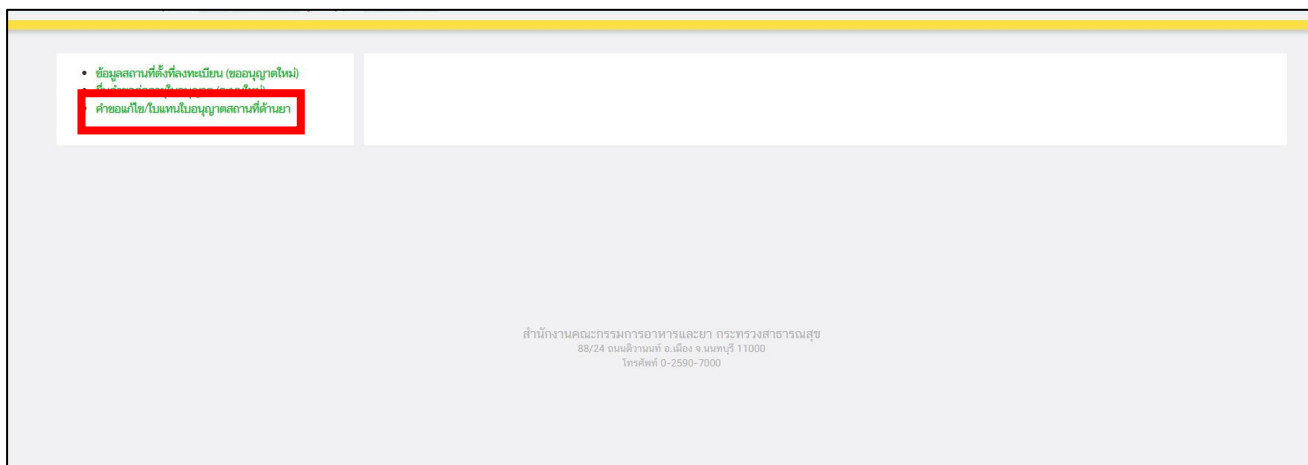 ข้อมูลสถานที่ตั้งที่ลงทะเบียน (ขออนุญาตใหม่)
คำขอแก้ไข/ใบแทนใบอนุญาตสถานที่ด้านยา
สำนักงานคณะกรรมการอาหารและยา กระทรวงสาธารณสุข
88/24 ถนนติวานนท์ อ.เมือง จ.นนทบุรี 11000
โทรศัพท์ 0-2590-7000